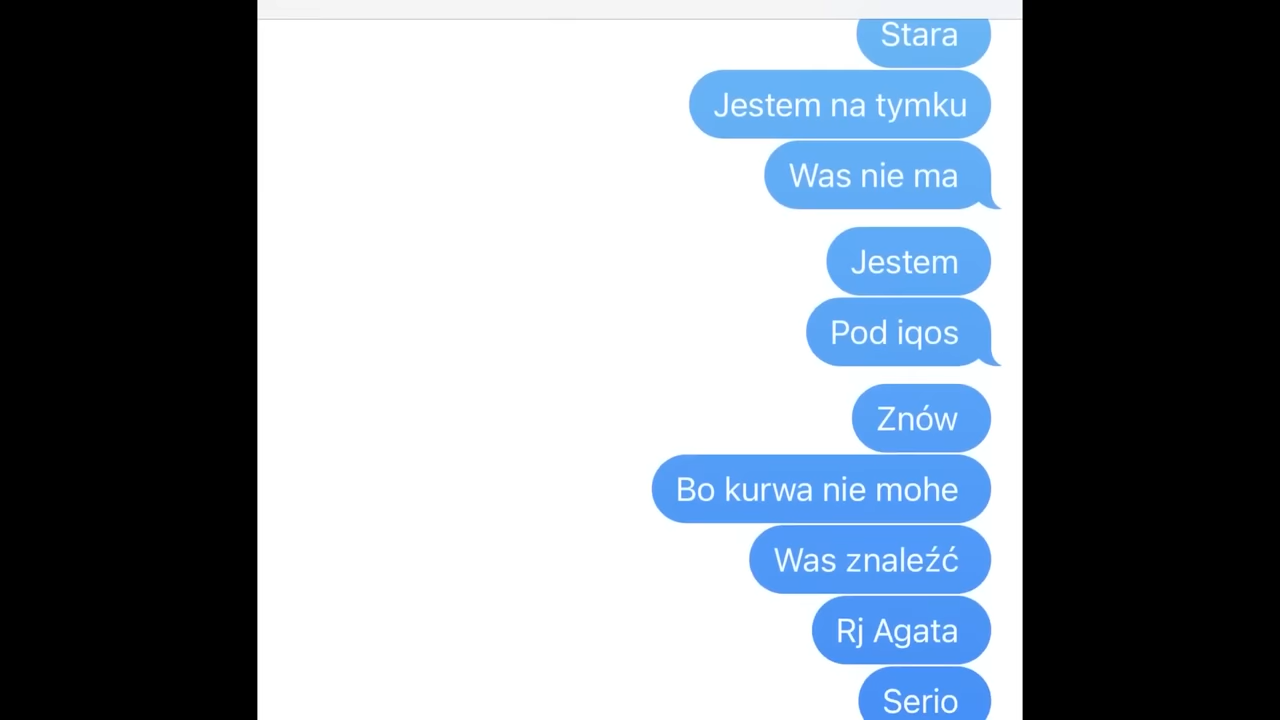 Stara
Jestem na tymku
Was nie ma
Jestem
Pod iqos
Znów
Bo kurwa nie mohe
Was znaleźć
Rj Agata
Serio